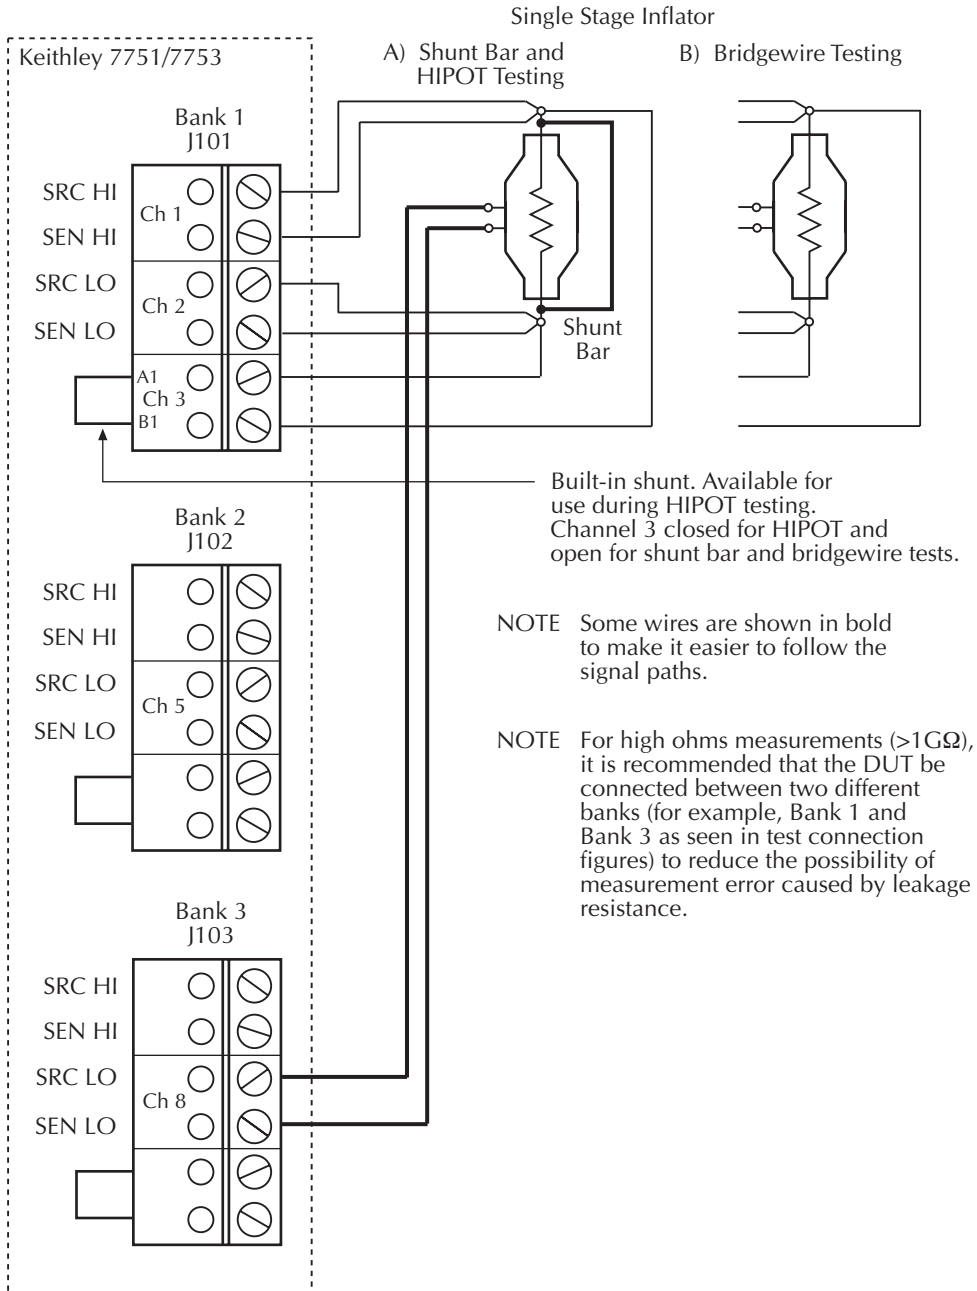 Single Stage Inflator
Keithley 7751/7753
A) Shunt Bar and
HIPOT Testing
B) Bridgewire Testing
Bank 1
J101
SRC HI
SEN HI
Ch 1
SRC LO
SEN LO
Ch 2
A1
Ch 3
B1
Shunt
Bar
Built-in shunt. Available for
use during HIPOT testing.
Channel 3 closed for HIPOT and
open for shunt bar and bridgewire tests.
Bank 2
J102
SRC HI
SEN HI
SRC LO
SEN LO
Ch 5
NOTE Some wires are shown in bold
to make it easier to follow the
signal paths.
NOTE For high ohms measurements (>1GΩ),
it is recommended that the DUT be
connected between two different
banks (for example, Bank 1 and
Bank 3 as seen in test connection
figures) to reduce the possibility of
measurement error caused by leakage
resistance.
Bank 3
J103
SRC HI
SEN HI
SRC LO
SEN LO
Ch 8